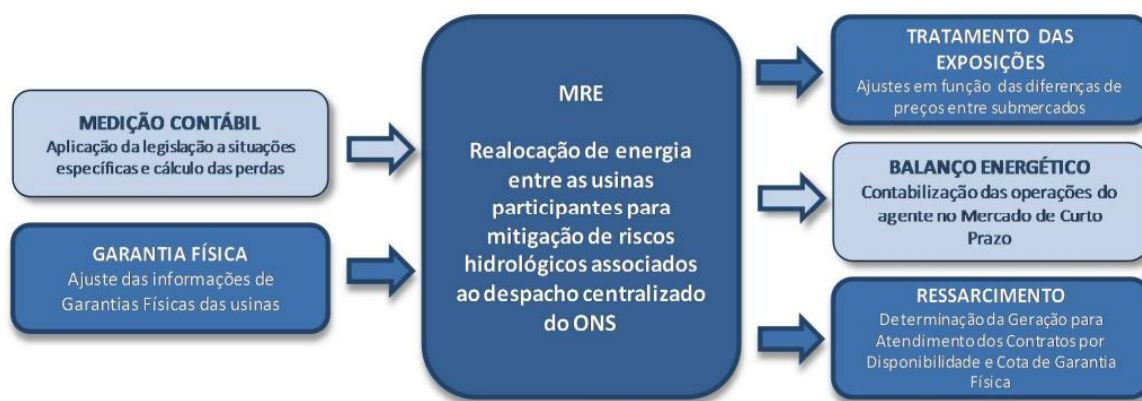 MEDIÇÃO CONTÁBIL
Aplicação da legislação a situações
específicas e cálculo das perdas
GARANTIA FÍSICA
Ajuste das informações de
Garantias Físicas das usinas
MRE
Realocação de energia
entre as usinas
participantes para
mitigação de riscos
hidrológicos associados
ao despacho centralizado
do ONS
TRATAMENTO DAS
EXPOSIÇÕES
Ajustes em função das diferenças de
preços entre submercados
BALANÇO ENERGÉTICO
Contabilização das operações do
agente no Mercado de Curto
Prazo
RESSARCIMENTO
Determinação da Geração para
Atendimento dos Contratos por
Disponibilidade e Cota de Garantia
Física